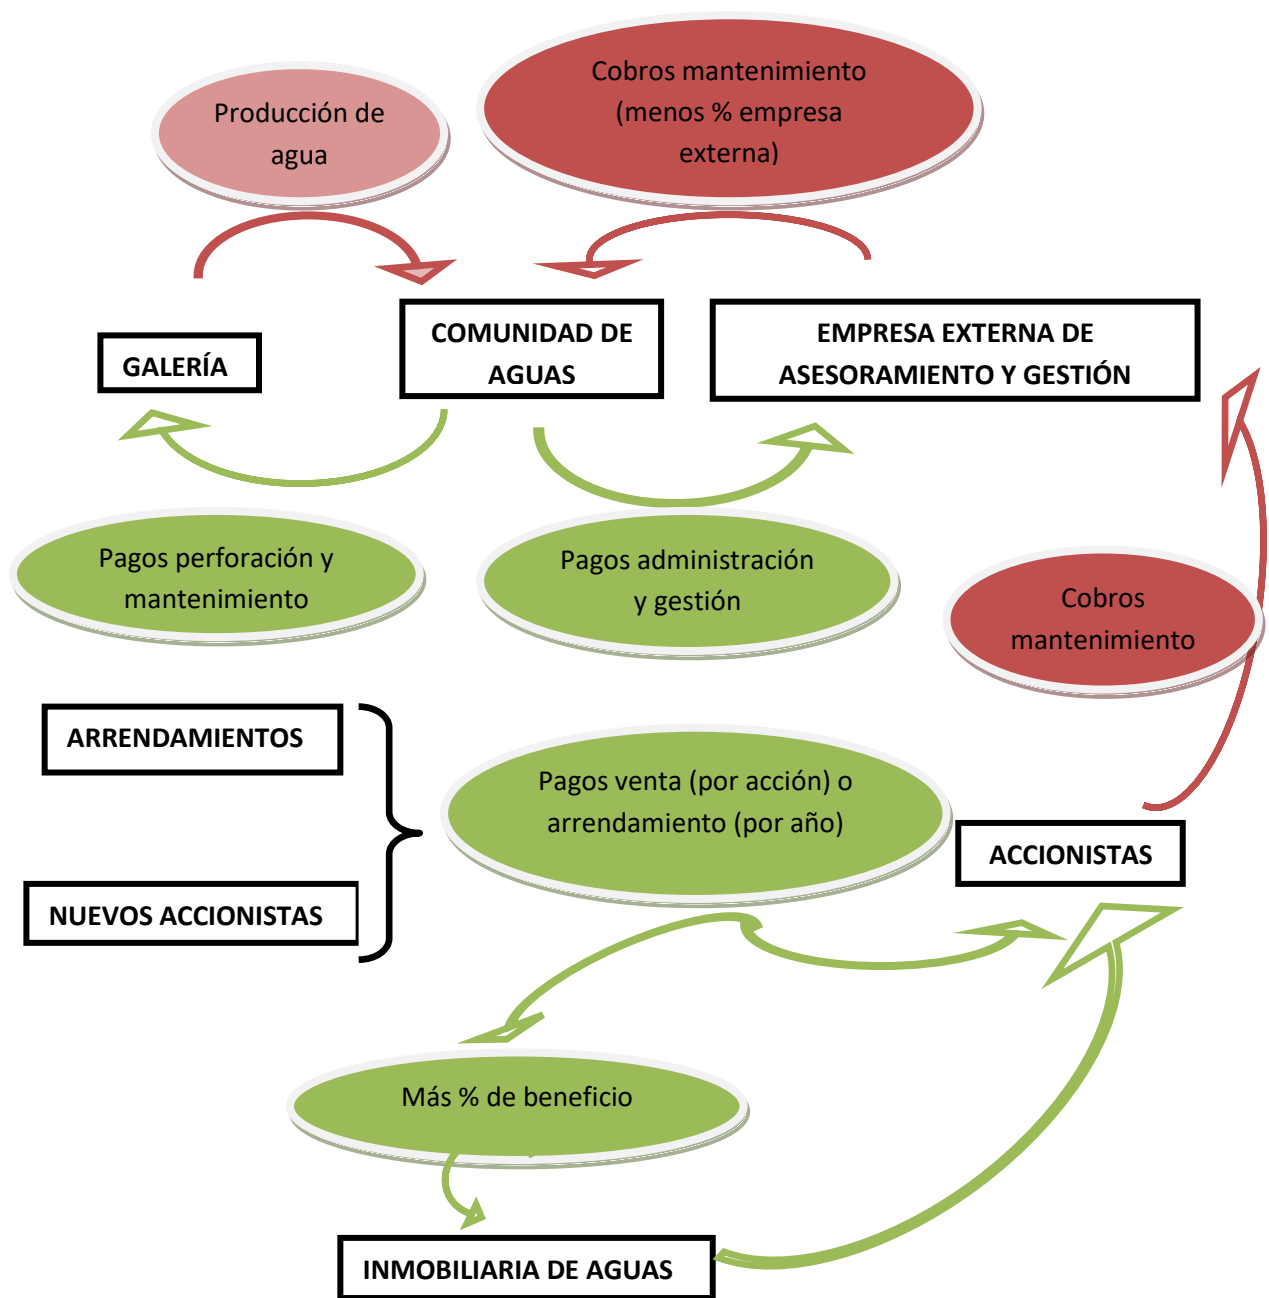 Producción de
agua
Cobros mantenimiento
(menos % empresa
externa)
GALERÍA
COMUNIDAD DE
AGUAS
EMPRESA EXTERNA DE
ASESORAMIENTO Y GESTIÓN
Pagos perforación y
mantenimiento
Pagos administración
y gestión
Cobros
mantenimiento
ARRENDAMIENTOS
NUEVOS ACCIONISTAS
Pagos venta (por acción) o
arrendamiento (por año)
ACCIONISTAS
Más % de beneficio
INMOBILIARIA DE AGUAS